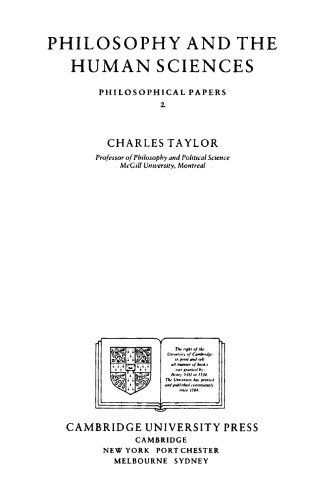 PHILOSOPHY AND THE
HUMAN SCIENCES
PHILOSOPHICAL PAPERS
2
CHARLES TAYLOR
Professor of Philosophy and Political Science
McGill University, Montreal
The right of the
University of Cambridge
to print and sell
all manner of books
was granted by
Henry VIII in 1534.
The University has printed
and published continuously
since 1584.
CAMBRIDGE UNIVERSITY PRESS
CAMBRIDGE
NEW YORK PORT CHESTER
MELBOURNE SYDNEY